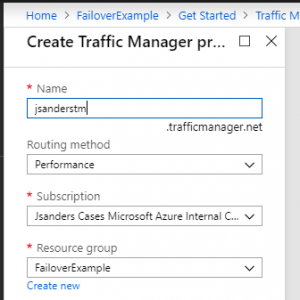 Home > FailoverExample > Get Started > Traffic M
Create Traffic Manager pr...
* Name
jsanderstm
.trafficmanager.net
Routing method
Performance
* Subscription
Jsanders Cases Microsoft Azure Internal C...
* Resource group
FailoverExample
Create new